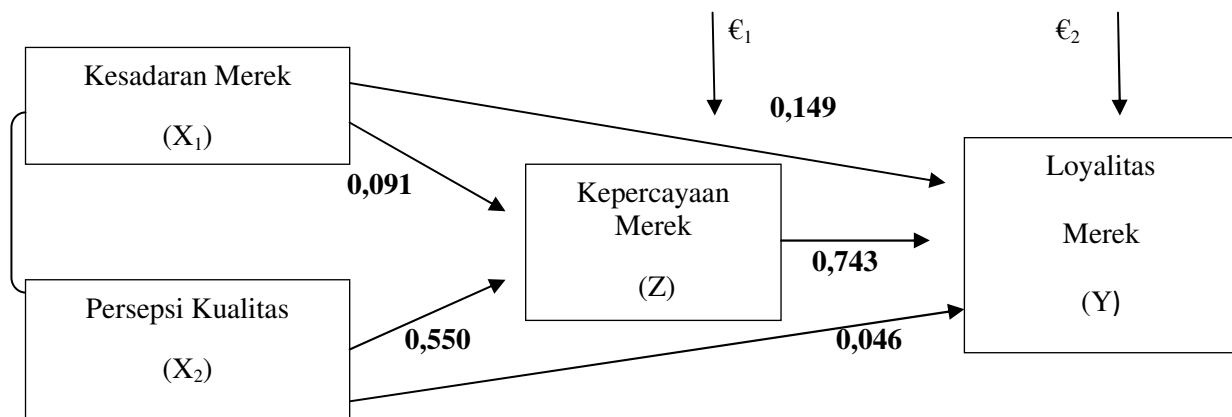 €₁
€₂
Kesadaran Merek
(X₁)
0,149
0,091
Kepercayaan
Merek
(Z)
Loyalitas
Merek
(Y)
0,743
Persepsi Kualitas
(X₂)
0,550
0,046